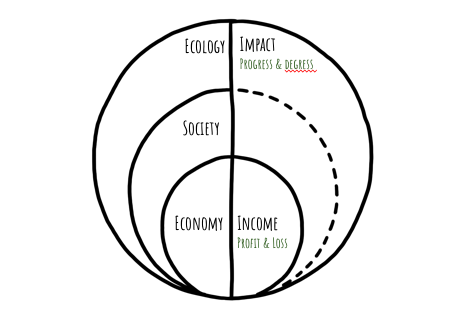 Ecology
Impact
Progress & degress
Society
Economy
Income
Profit & Loss